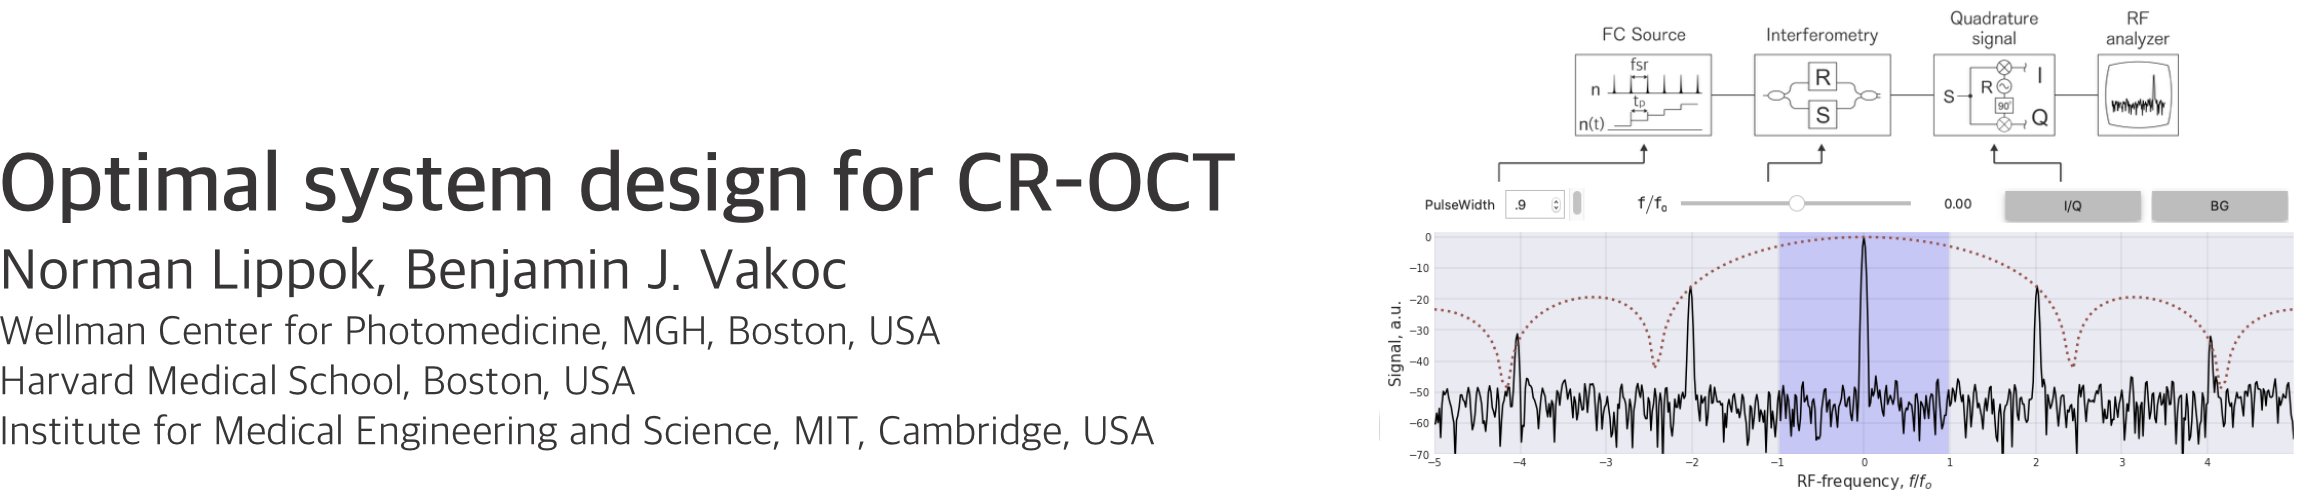 Optimal system design for CR-OCT
Norman Lippok, Benjamin J. Vakoc
Wellman Center for Photomedicine, MGH, Boston, USA
Harvard Medical School, Boston, USA
Institute for Medical Engineering and Science, MIT, Cambridge, USA
FC Source
Interferometry
Quadrature
signal
RF
analyzer
fsr
n
tp
n(t)
R
S
S
R
90°
I
Q
PulseWidth
.9
f/fo
0.00
I/Q
BG
Signal, a.u.
0
−10
−20
−30
−40
−50
−60
−70
−5
−4
−3
−2
−1
0
1
2
3
4
RF-frequency, f/fo